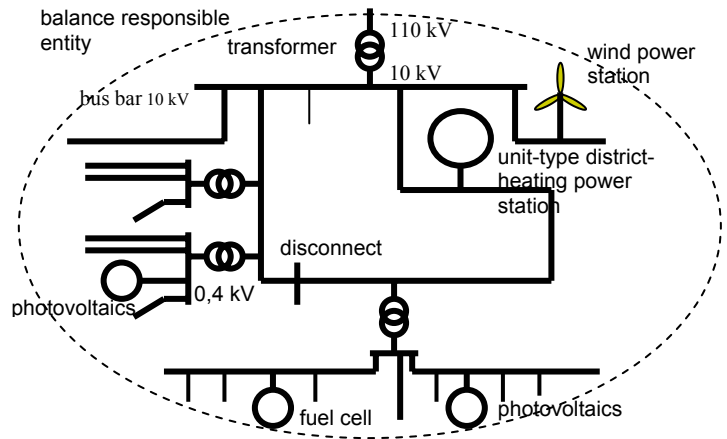 balance responsible
entity
transformer
110 kV
10 kV
wind power
station
bus bar 10 kV
unit-type district-
heating power
station
disconnect
0,4 kV
photovoltaics
fuel cell
photovoltaics